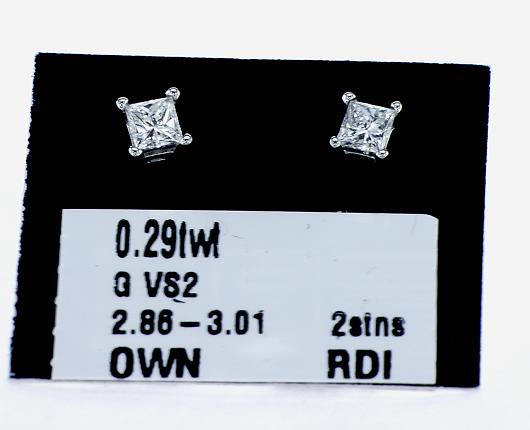 0.29twt
G VS2
2.86-3.01 2stns
OWN RDI